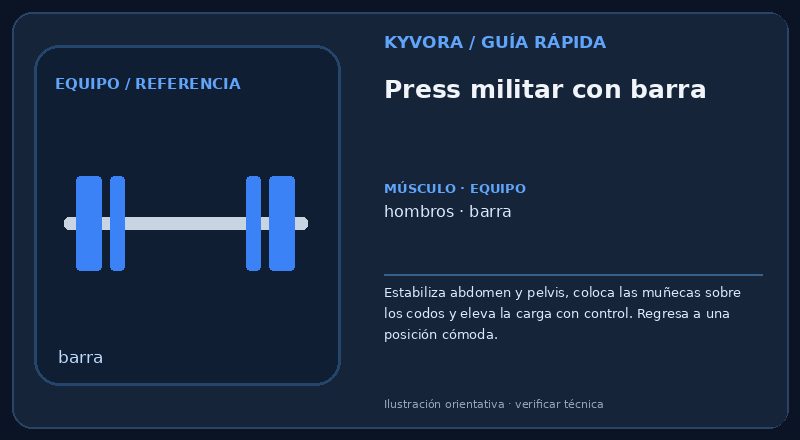 EQUIPO / REFERENCIA
barra
KYVORA / GUÍA RÁPIDA
Press militar con barra
MÚSCULO · EQUIPO
hombros · barra
Estabiliza abdomen y pelvis, coloca las muñecas sobre
los codos y eleva la carga con control. Regresa a una
posición cómoda.
Ilustración orientativa · verificar técnica